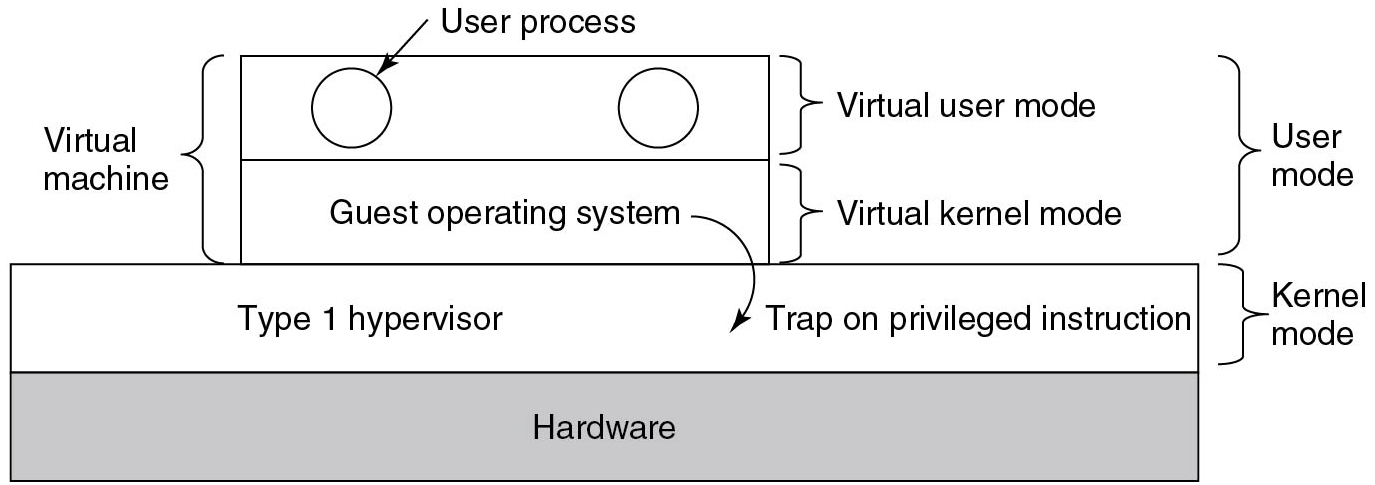 User process
Virtual user mode
Virtual
machine
User
mode
Guest operating system
Virtual kernel mode
Type 1 hypervisor
Trap on privileged instruction
Kernel
mode
Hardware